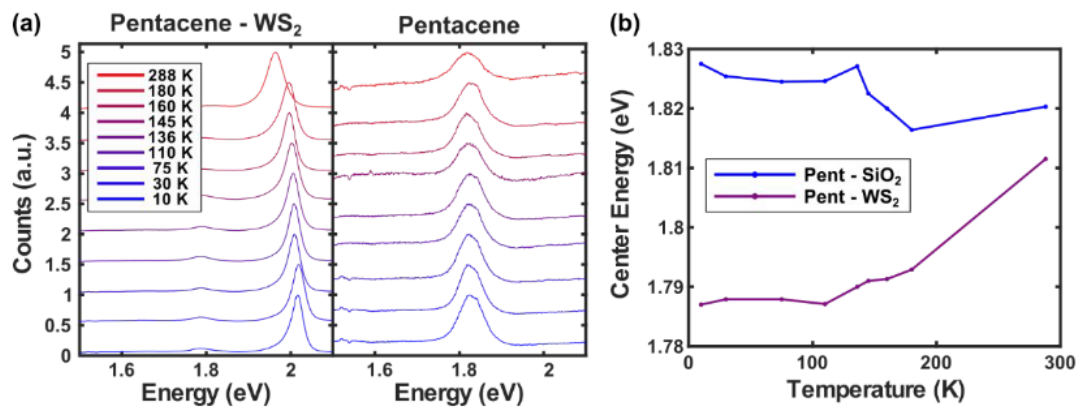 (a)
Pentacene - WS₂
Pentacene
5
4.5
4
3.5
3
2.5
2
1.5
1
0.5
0
Counts (a.u.)
288 K
180 K
160 K
145 K
136 K
110 K
75 K
30 K
10 K
1.6 1.8 2
1.6 1.8 2
Energy (eV)
Energy (eV)
(b)
1.83
1.82
1.81
1.8
1.79
1.78
Center Energy (eV)
Pent - SiO₂
Pent - WS₂
0 100 200 300
Temperature (K)